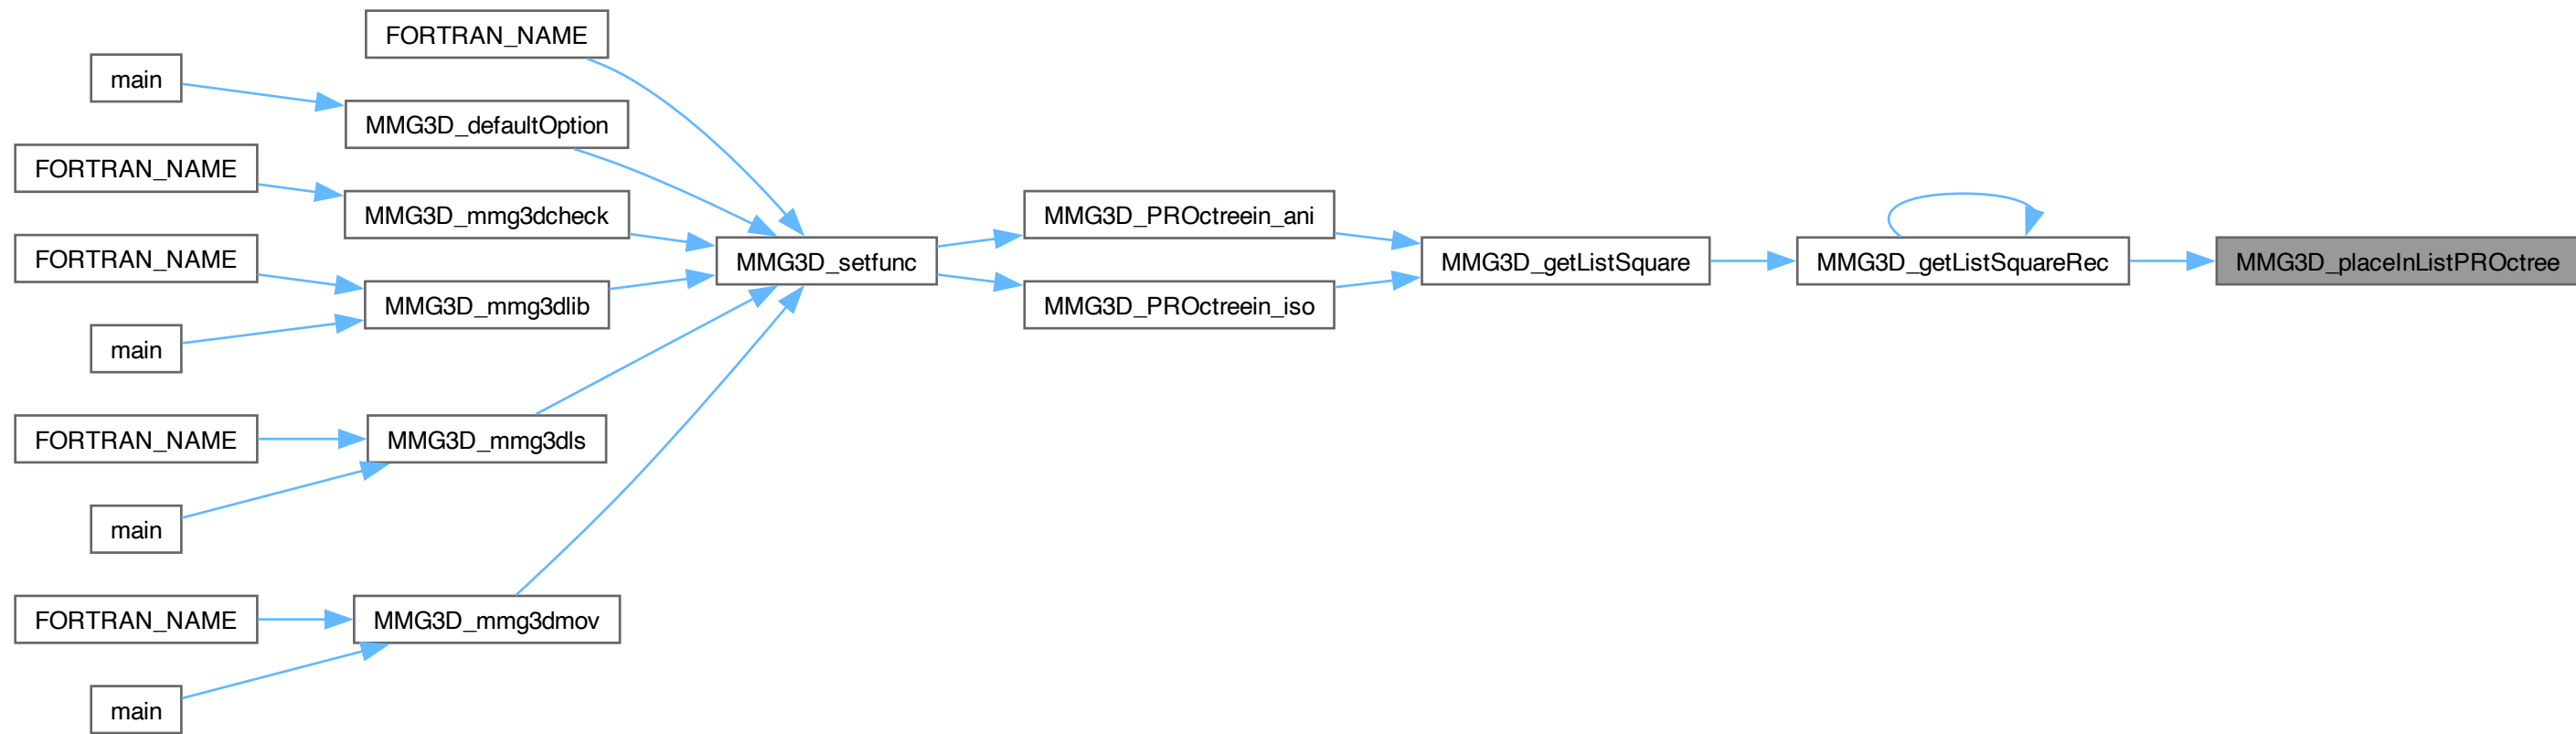 FORTRAN_NAME
main
MMG3D_defaultOption
FORTRAN_NAME
MMG3D_mmg3dcheck
MMG3D_PROctreein_ani
FORTRAN_NAME
MMG3D_setfunc
MMG3D_getListSquare
MMG3D_getListSquareRec
MMG3D_placeInListPROctree
MMG3D_mmg3dlib
MMG3D_PROctreein_iso
main
FORTRAN_NAME
MMG3D_mmg3dls
main
FORTRAN_NAME
MMG3D_mmg3dmov
main